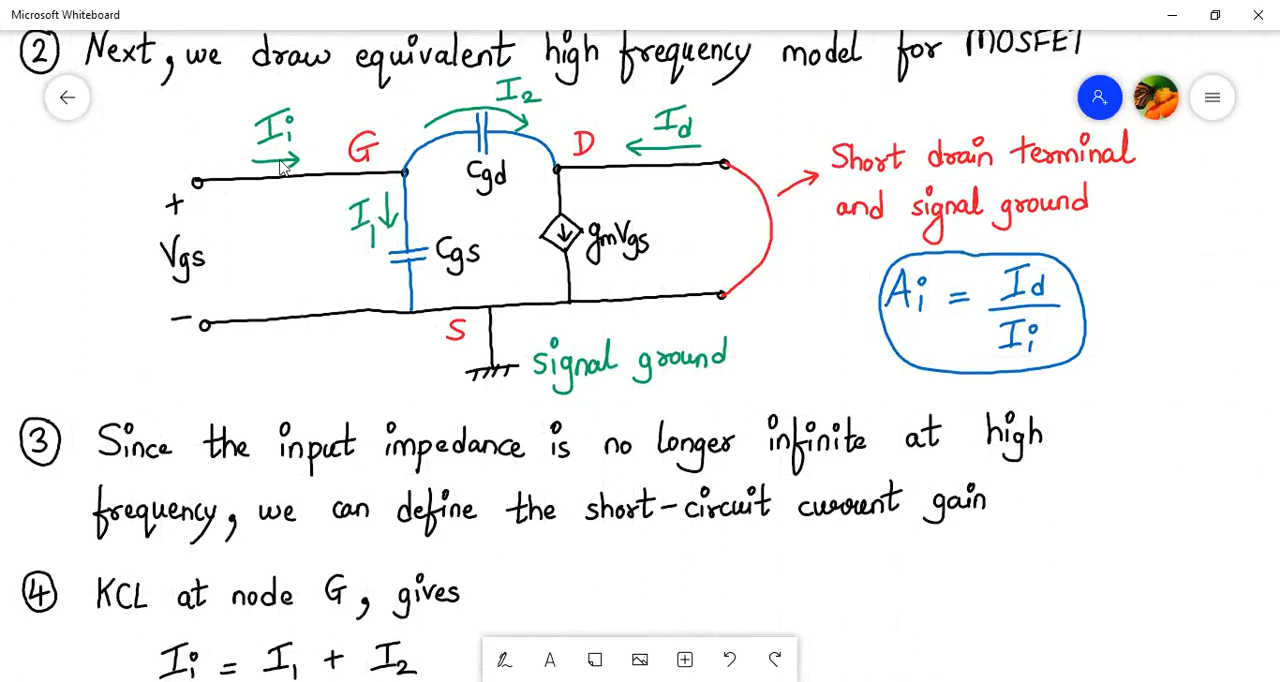 Microsoft Whiteboard
② Next, we draw equivalent high frequency model for MOSFET
I2
Ii
Id
G
D
Cgd
Short drain terminal
and signal ground
+
I1
Vgs
Cgs
gmVgs
Ai = Id / Ii
−
S
signal ground
③ Since the input impedance is no longer infinite at high
frequency, we can define the short-circuit current gain
④ KCL at node G, gives
Ii = I1 + I2
A